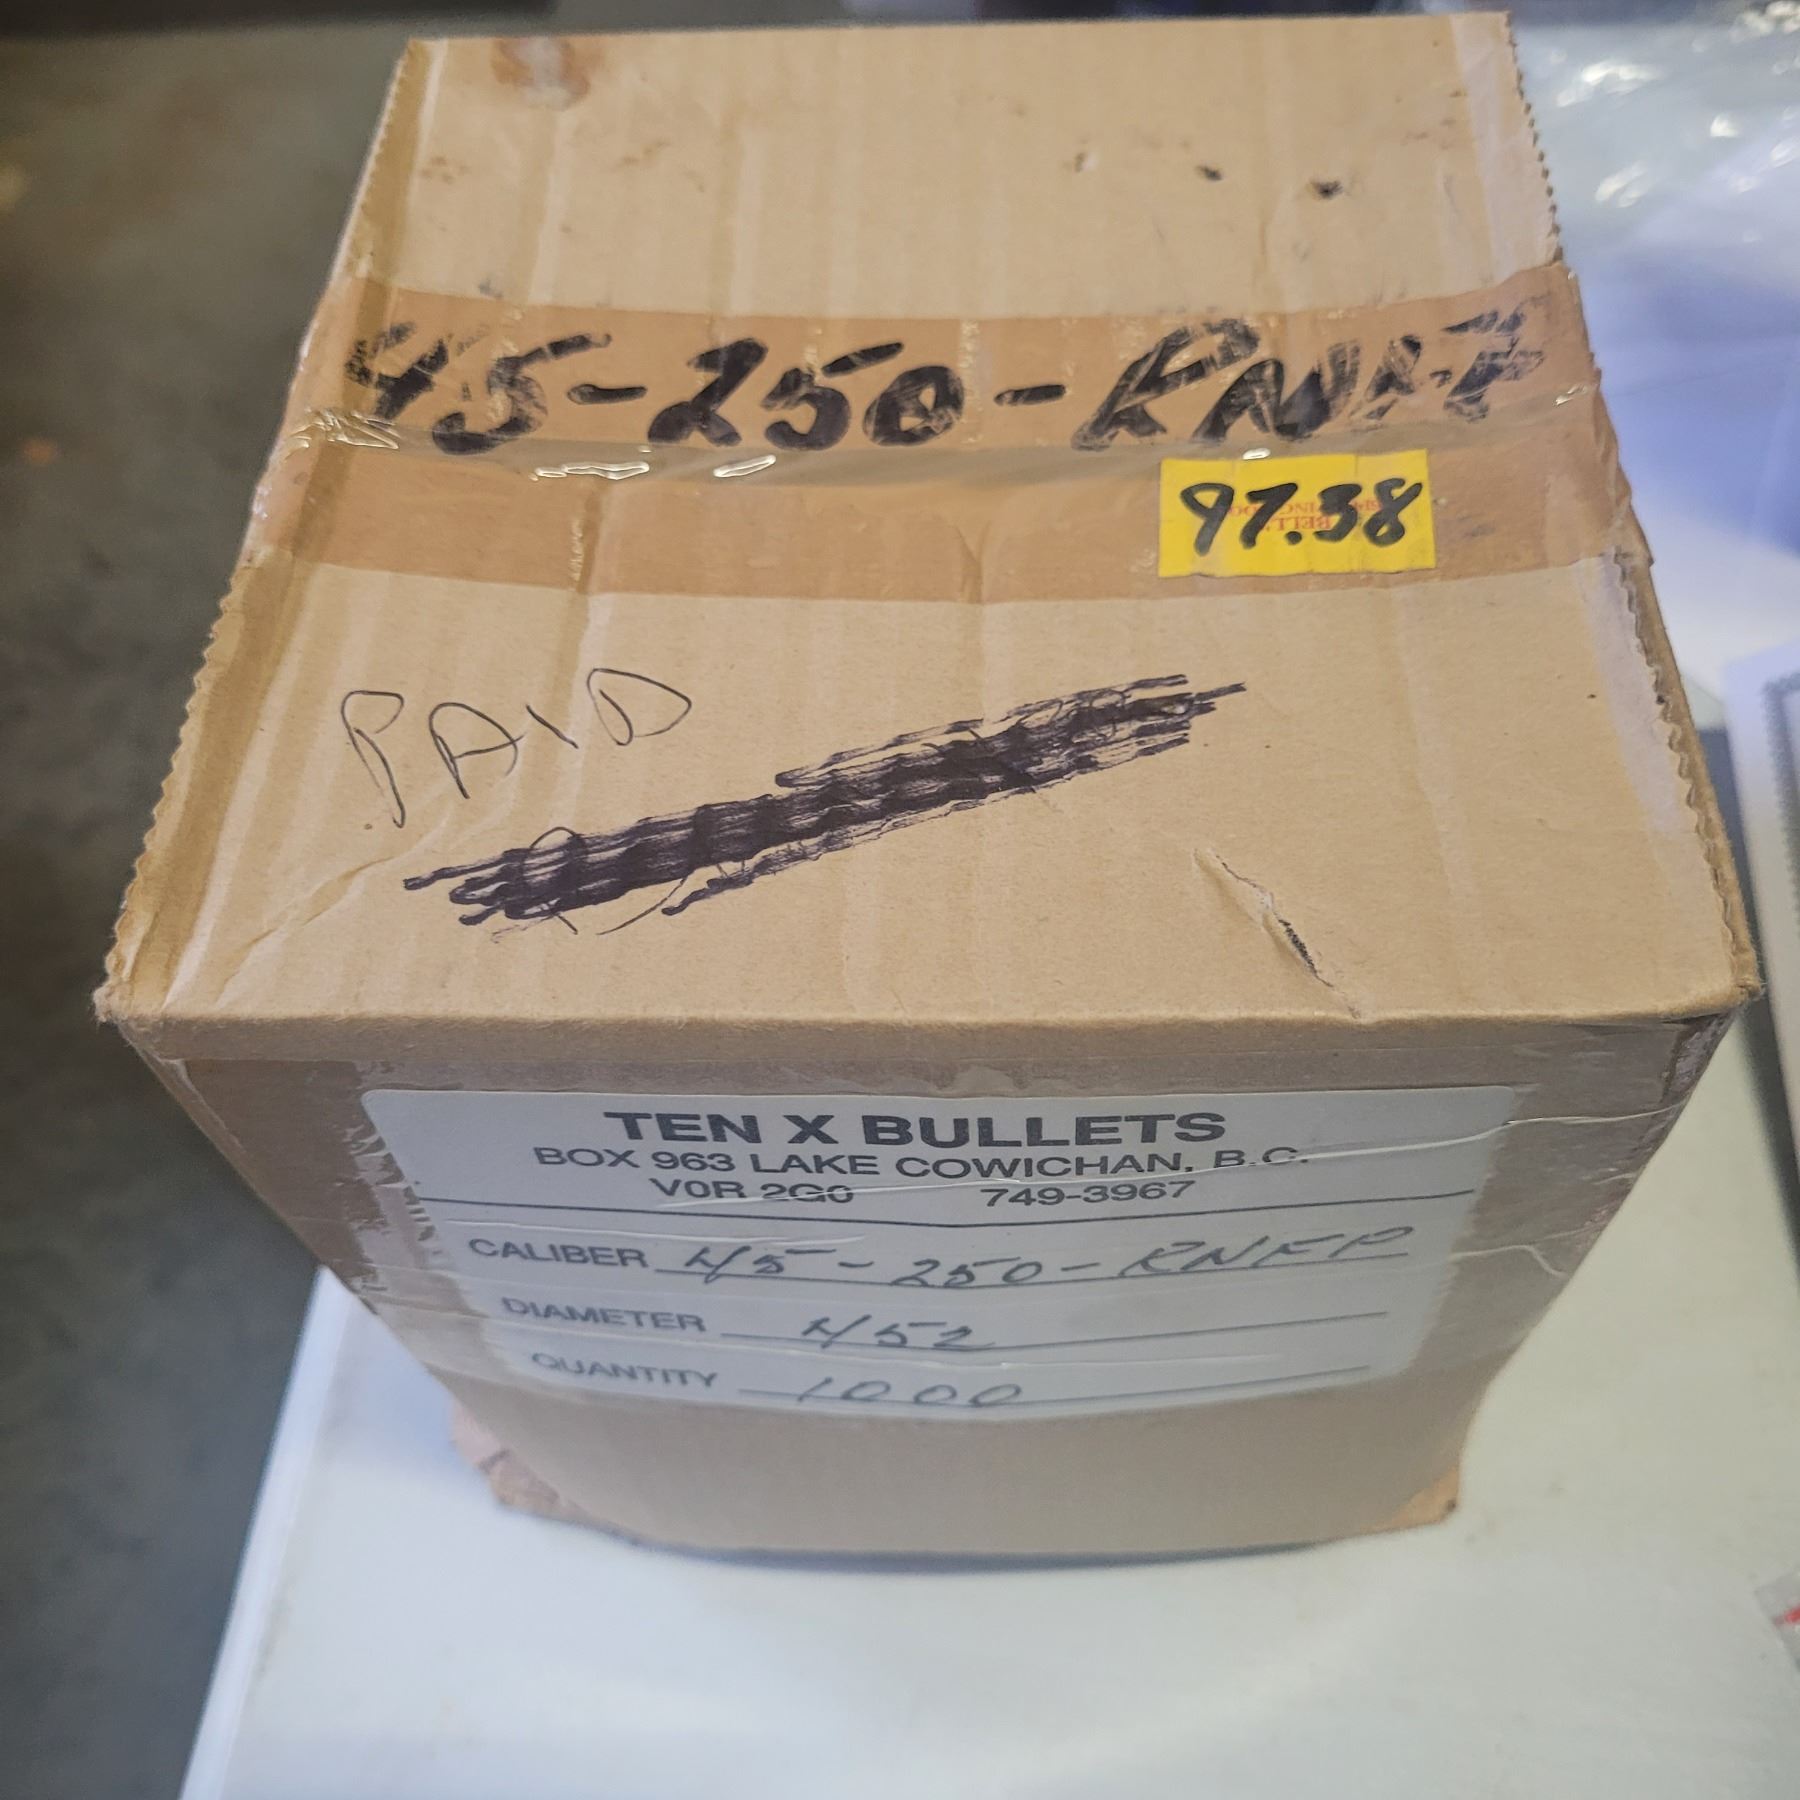 45-250-RNFP
97.38
PAID
TEN X BULLETS
BOX 963 LAKE COWICHAN, B.C.
V0R 2G0 749-3967
CALIBER 45-250-RNFP
DIAMETER 452
QUANTITY 1000